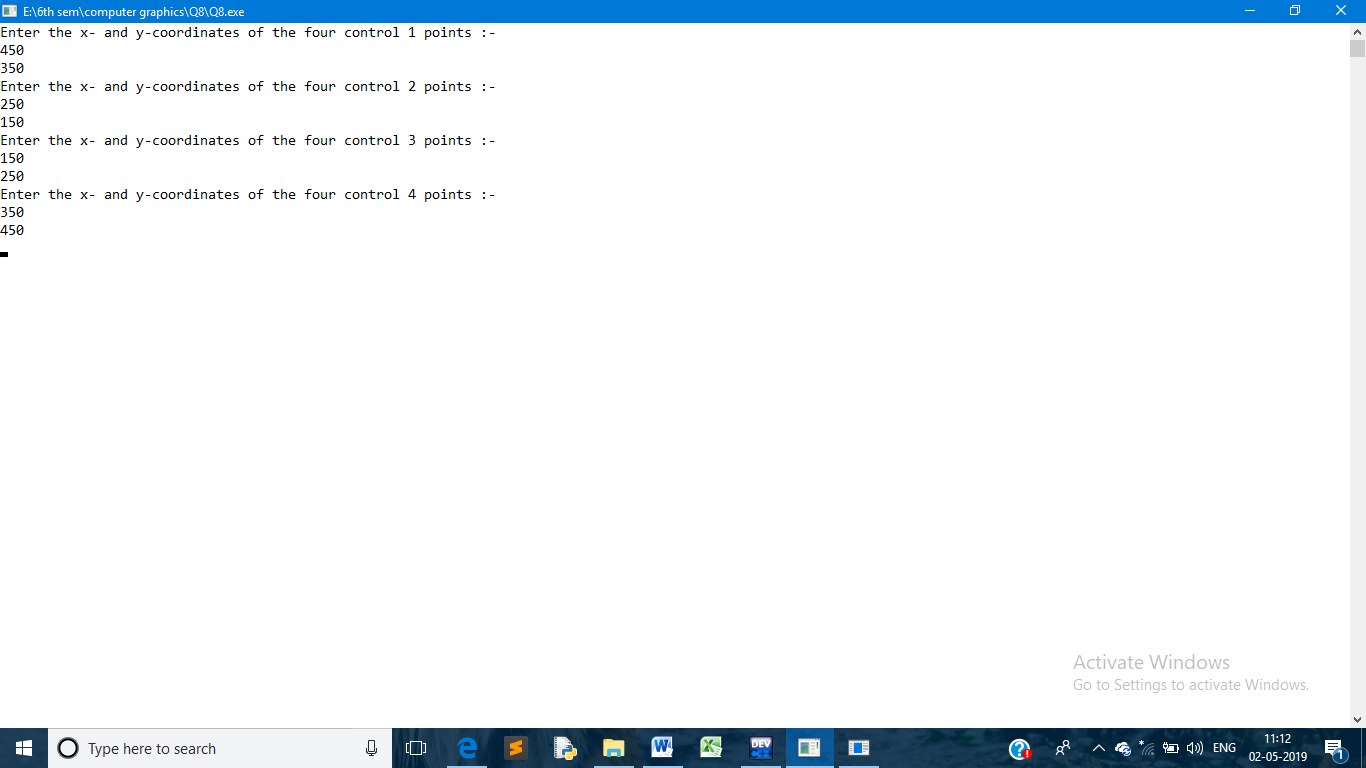 E:\6th sem\computer graphics\Q8\Q8.exe
Enter the x- and y-coordinates of the four control 1 points :-
450
350
Enter the x- and y-coordinates of the four control 2 points :-
250
150
Enter the x- and y-coordinates of the four control 3 points :-
150
250
Enter the x- and y-coordinates of the four control 4 points :-
350
450
Activate Windows
Go to Settings to activate Windows.
Type here to search
DEV
ENG
11:12
02-05-2019
1